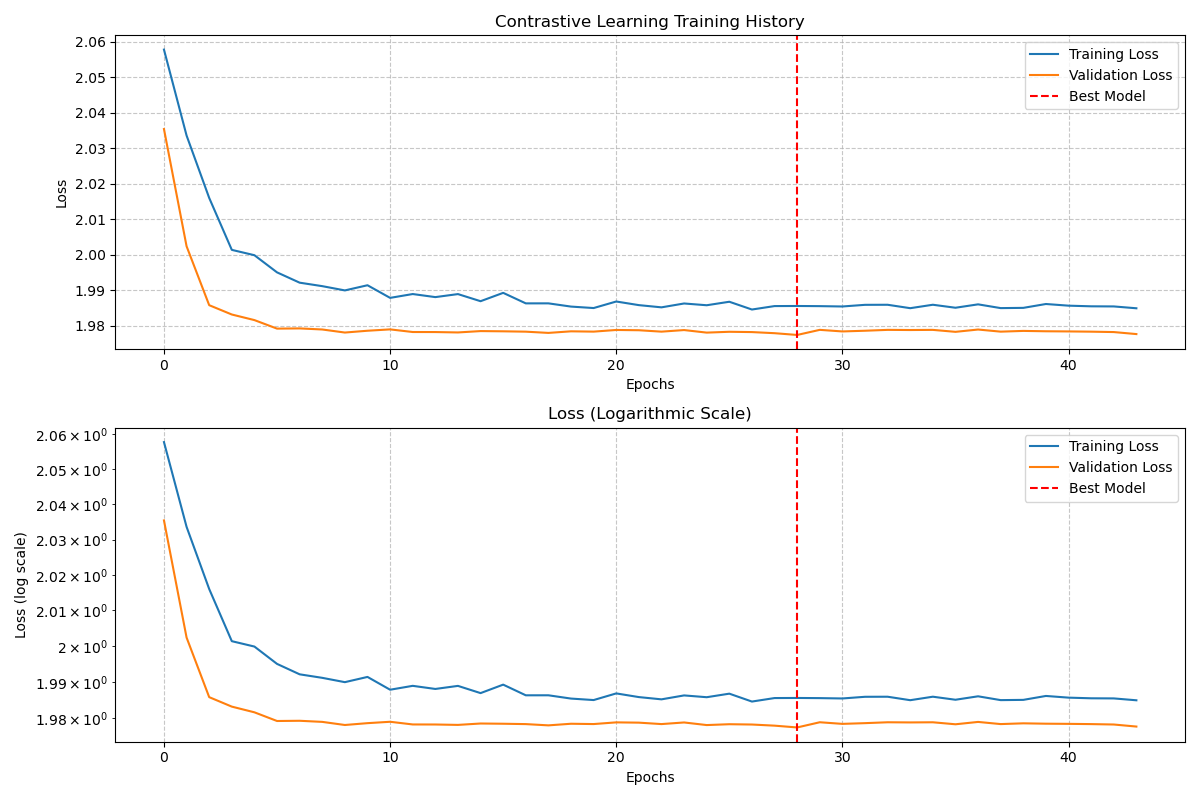 Contrastive Learning Training History
2.06
2.05
2.04
2.03
2.02
2.01
2.00
1.99
1.98
Loss
Training Loss
Validation Loss
Best Model
0 10 20 30 40
Epochs
Loss (Logarithmic Scale)
2.06 × 10⁰
2.05 × 10⁰
2.04 × 10⁰
2.03 × 10⁰
2.02 × 10⁰
2.01 × 10⁰
2 × 10⁰
1.99 × 10⁰
1.98 × 10⁰
Loss (log scale)
Training Loss
Validation Loss
Best Model
0 10 20 30 40
Epochs